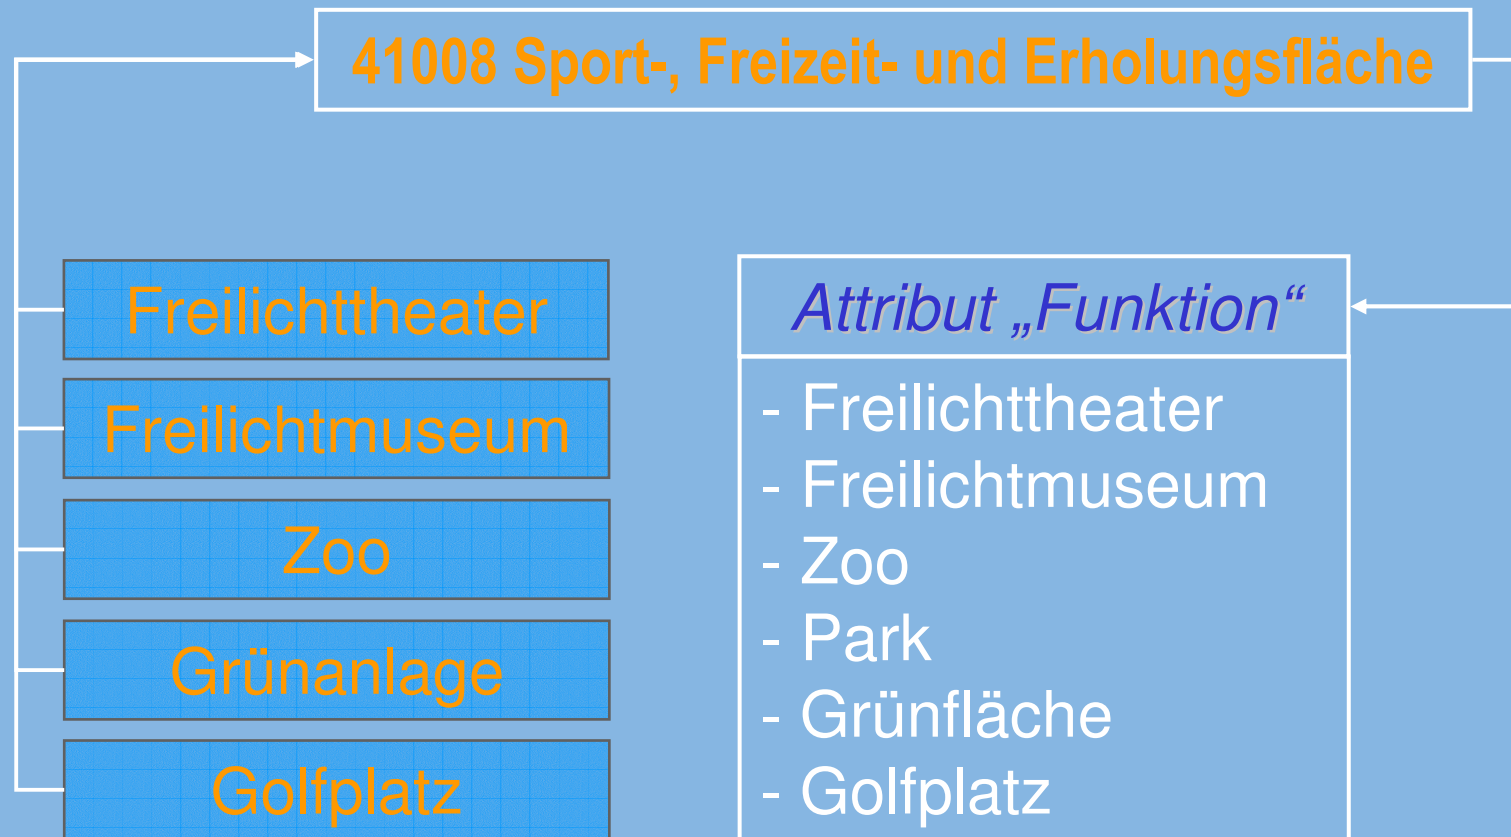 41008 Sport-, Freizeit- und Erholungsfläche
Freilichttheater
Freilichtmuseum
Zoo
Grünanlage
Golfplatz
Attribut „Funktion“
- Freilichttheater
- Freilichtmuseum
- Zoo
- Park
- Grünfläche
- Golfplatz